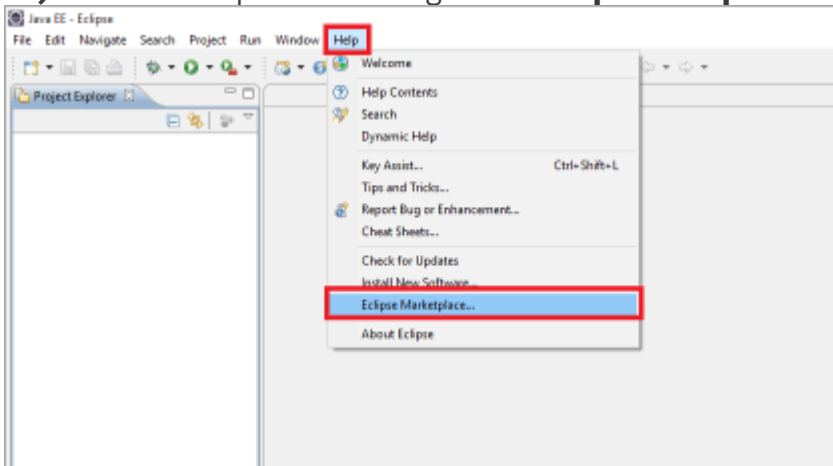 Java EE - Eclipse
File Edit Navigate Search Project Run Window Help
Project Explorer
Welcome
Help Contents
Search
Dynamic Help
Key Assist... Ctrl+Shift+L
Tips and Tricks...
Report Bug or Enhancement...
Cheat Sheets...
Check for Updates
Install New Software...
Eclipse Marketplace...
About Eclipse